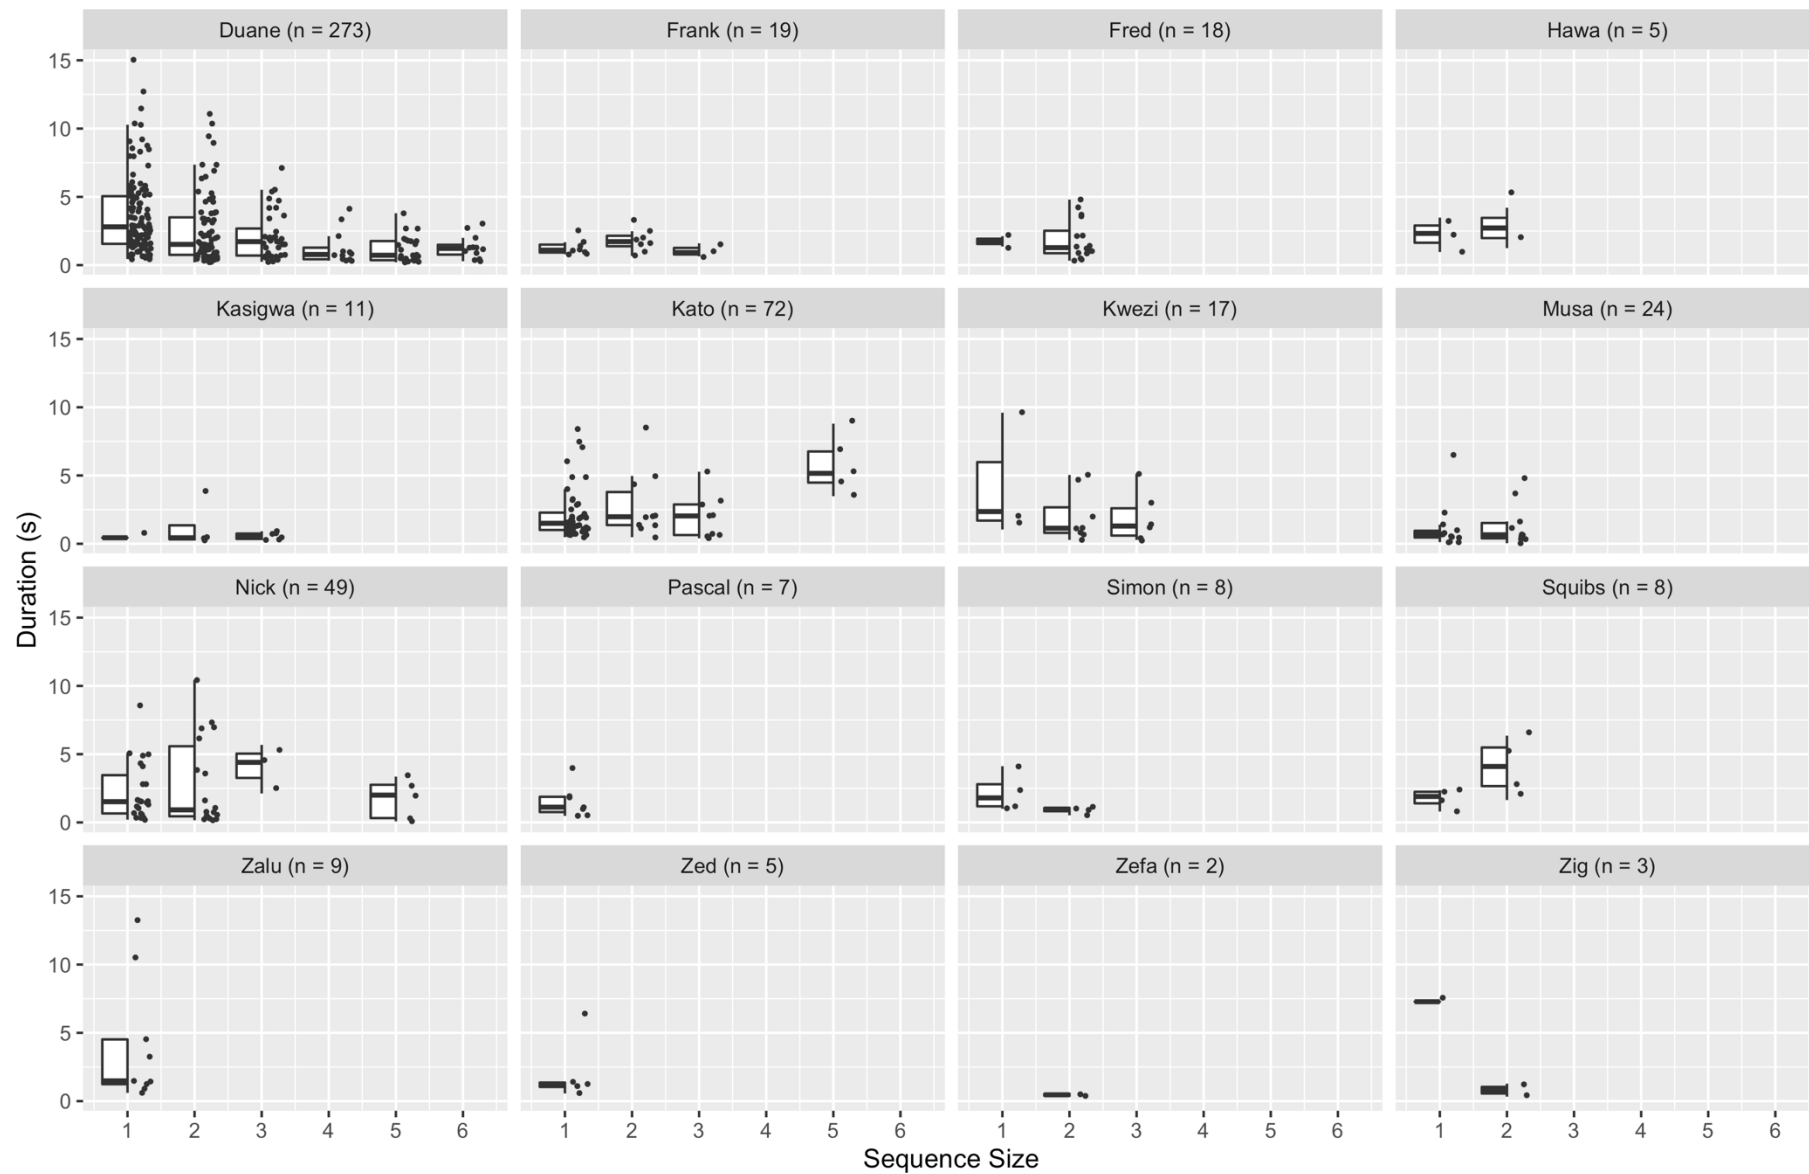 Duane (n = 273) Frank (n = 19) Fred (n = 18) Hawa (n = 5)
15
10
5
0
Kasigwa (n = 11) Kato (n = 72) Kwezi (n = 17) Musa (n = 24)
15
10
5
0
Duration (s)
Nick (n = 49) Pascal (n = 7) Simon (n = 8) Squibs (n = 8)
15
10
5
0
Zalu (n = 9) Zed (n = 5) Zefa (n = 2) Zig (n = 3)
15
10
5
0
1 2 3 4 5 6 1 2 3 4 5 6 1 2 3 4 5 6 1 2 3 4 5 6
Sequence Size